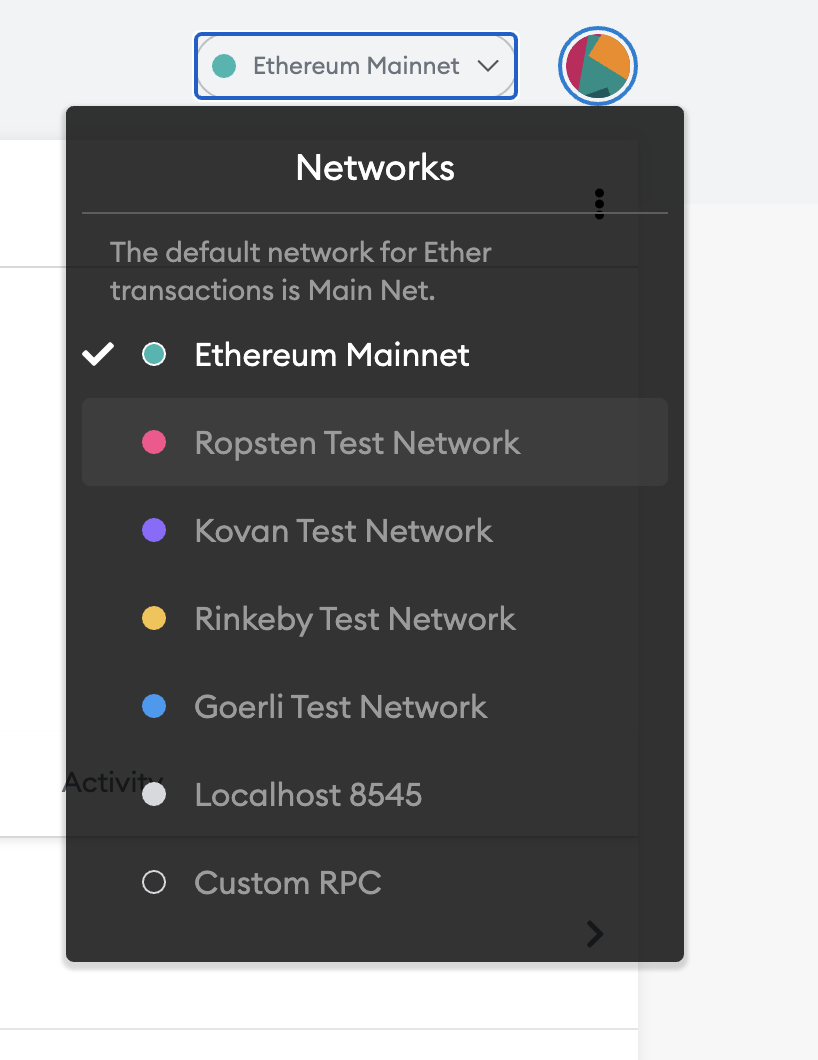 Ethereum Mainnet
Networks
The default network for Ether
transactions is Main Net.
Ethereum Mainnet
Ropsten Test Network
Kovan Test Network
Rinkeby Test Network
Goerli Test Network
Activity
Localhost 8545
Custom RPC